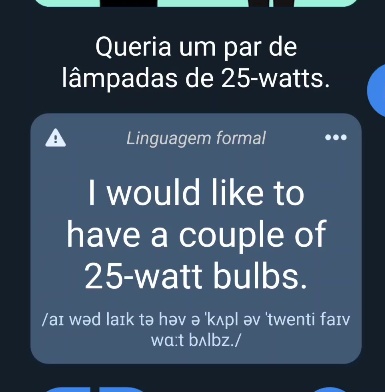 Queria um par de
lâmpadas de 25-watts.
Linguagem formal
I would like to
have a couple of
25-watt bulbs.
/aɪ wəd laɪk tə həv ə ˈkʌpl əv ˈtwenti faɪv
wɑːt bʌlbz./